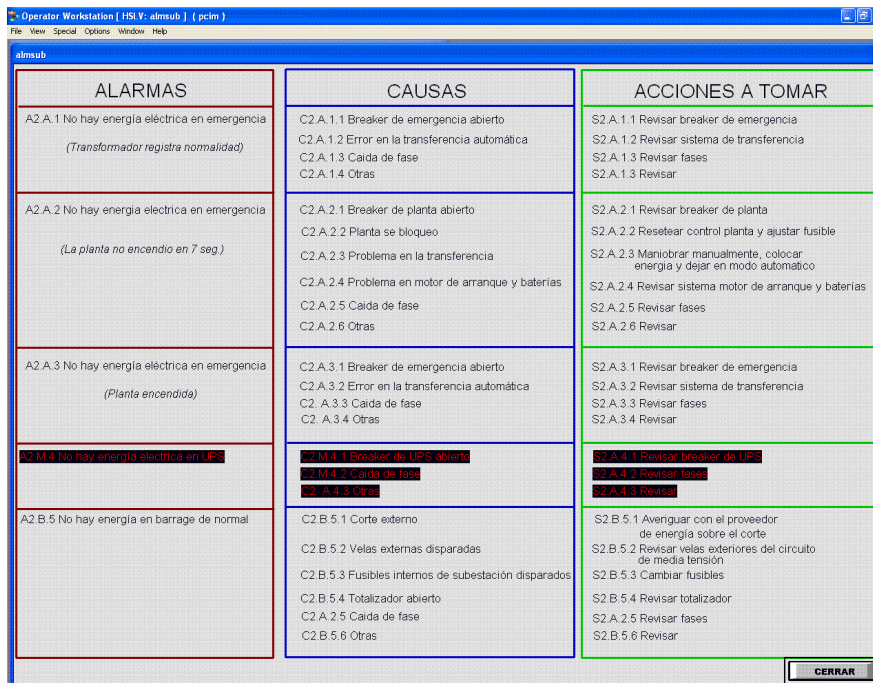 Operator Workstation [ HSLV: almsub ] ( pcim )
File View Special Options Window Help
almsub
ALARMAS
A2.A.1 No hay energía eléctrica en emergencia
(Transformador registra normalidad)
A2.A.2 No hay energia electrica en emergencia
(La planta no encendio en 7 seg.)
A2.A.3 No hay energía eléctrica en emergencia
(Planta encendida)
A2.M.4 No hay energia electrica en UPS
A2.B.5 No hay energía en barrage de normal
CAUSAS
C2.A.1.1 Breaker de emergencia abierto
C2.A.1.2 Error en la transferencia automática
C2.A.1.3 Caida de fase
C2.A.1.4 Otras
C2.A.2.1 Breaker de planta abierto
C2.A.2.2 Planta se bloqueo
C2.A.2.3 Problema en la transferencia
C2.A.2.4 Problema en motor de arranque y baterías
C2.A.2.5 Caida de fase
C2.A.2.6 Otras
C2.A.3.1 Breaker de emergencia abierto
C2.A.3.2 Error en la transferencia automática
C2. A.3.3 Caida de fase
C2. A.3.4 Otras
C2.M.4.1 Breaker de UPS abierto
C2.M.4.2 Caida de fase
C2. A.4.3 Otras
C2.B.5.1 Corte externo
C2.B.5.2 Velas externas disparadas
C2.B.5.3 Fusibles internos de subestación disparados
C2.B.5.4 Totalizador abierto
C2.A.2.5 Caida de fase
C2.B.5.6 Otras
ACCIONES A TOMAR
S2.A.1.1 Revisar breaker de emergencia
S2.A.1.2 Revisar sistema de transferencia
S2.A.1.3 Revisar fases
S2.A.1.3 Revisar
S2.A.2.1 Revisar breaker de planta
S2.A.2.2 Resetear control planta y ajustar fusible
S2.A.2.3 Maniobrar manualmente, colocar
energia y dejar en modo automatico
S2.A.2.4 Revisar sistema motor de arranque y baterías
S2.A.2.5 Revisar fases
S2.A.2.6 Revisar
S2.A.3.1 Revisar breaker de emergencia
S2.A.3.2 Revisar sistema de transferencia
S2.A.3.3 Revisar fases
S2.A.3.4 Revisar
S2.A.4.1 Revisar breaker de UPS
S2.A.4.2 Revisar fases
S2.A.4.3 Revisar
S2.B.5.1 Averiguar con el proveedor
de energía sobre el corte
S2.B.5.2 Revisar velas exteriores del circuito
de media tensión
S2.B.5.3 Cambiar fusibles
S2.B.5.4 Revisar totalizador
S2.A.2.5 Revisar fases
S2.B.5.6 Revisar
CERRAR